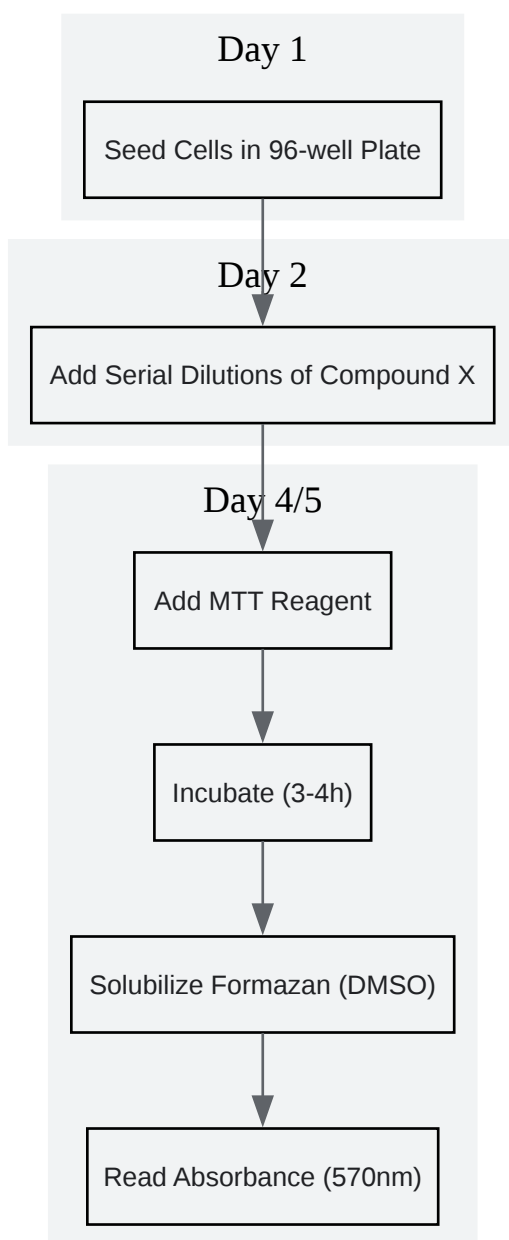 Day 1
Seed Cells in 96-well Plate
Day 2
Add Serial Dilutions of Compound X
Day 4/5
Add MTT Reagent
Incubate (3-4h)
Solubilize Formazan (DMSO)
Read Absorbance (570nm)